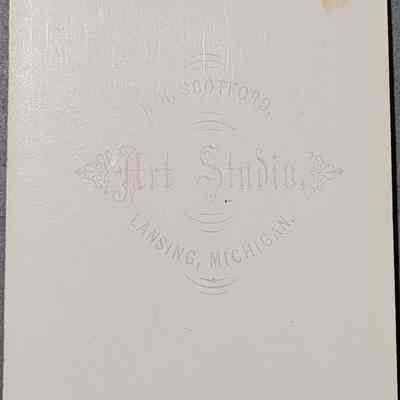 J. H. SCOTFORD,
Art Studio,
LANSING, MICHIGAN.